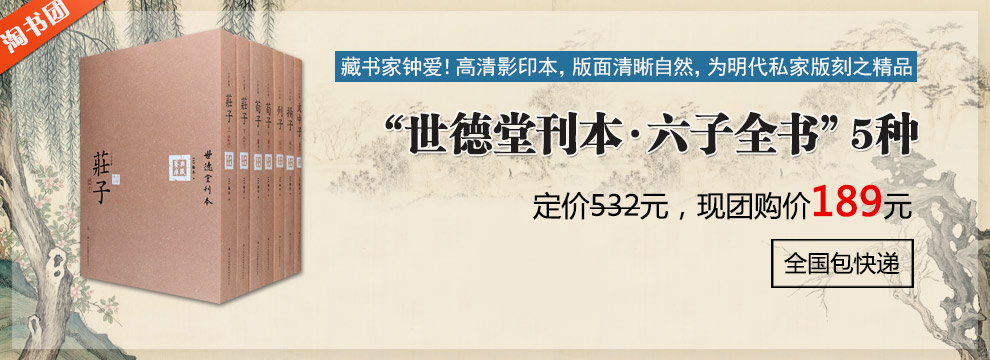 淘书团
藏书家钟爱！高清影印本，版面清晰自然，为明代私家版刻之精品
“世德堂刊本·六子全书”5种
定价532元，现团购价189元
全国包快递
莊子
世德堂刊本
莊子
莊子
荀子
荀子
列子
揚子
文中子